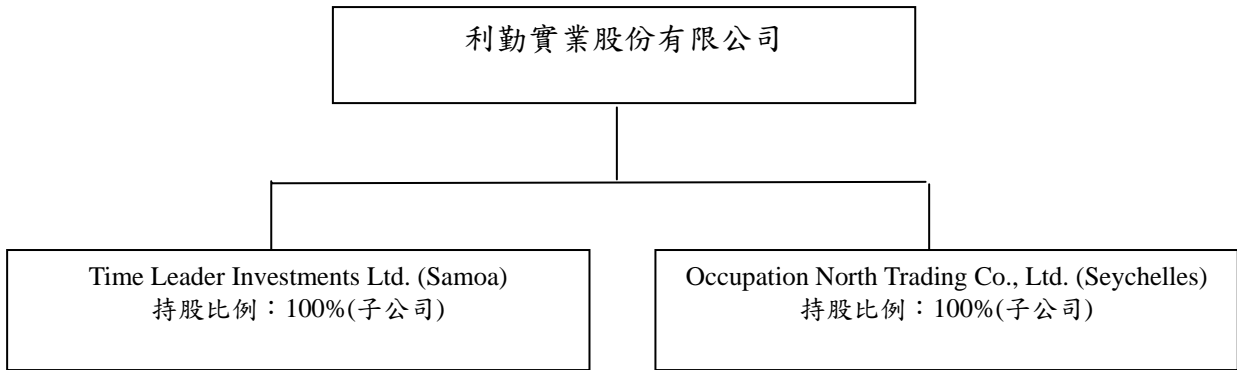 利勤實業股份有限公司
Time Leader Investments Ltd. (Samoa)
持股比例：100%(子公司)
Occupation North Trading Co., Ltd. (Seychelles)
持股比例：100%(子公司)